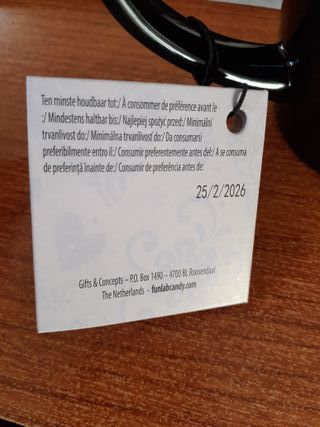 Ten minste houdbaar tot:/ À consommer de préférence avant le
:/ Mindestens haltbar bis:/ Najlepiej spożyć przed:/ Minimální
trvanlivost do:/ Minimálna trvanlivosť do:/ Da consumarsi
preferibilmente entro il:/ Consumir preferentemente antes del:/ A se consuma
de preferință înainte de:/ Consumir de preferência antes de:
25/2/2026
Gifts & Concepts – P.O. Box 1490 – 4700 BL Roosendaal
The Netherlands - funlabcandy.com